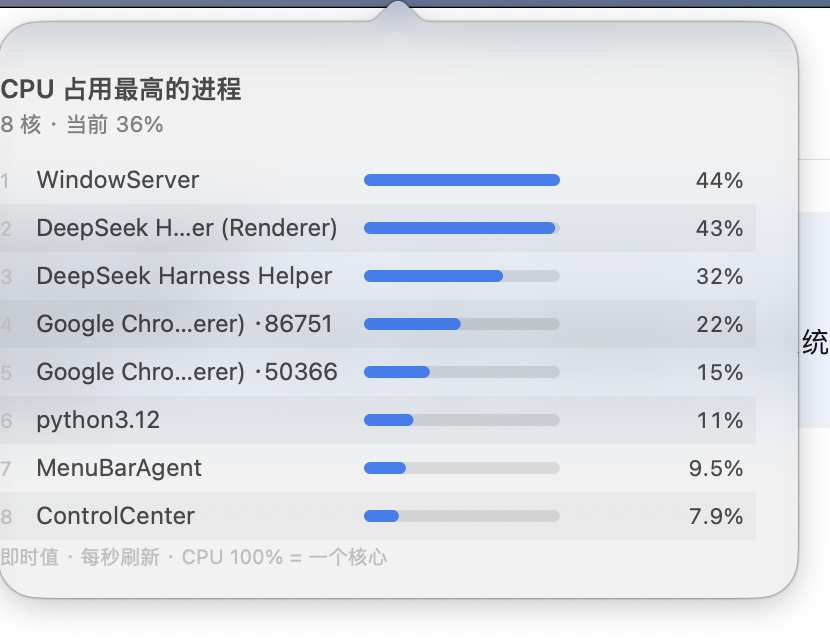 CPU 占用最高的进程
8 核 · 当前 36%
1 WindowServer 44%
2 DeepSeek H...er (Renderer) 43%
3 DeepSeek Harness Helper 32%
4 Google Chro...erer) ·86751 22%
5 Google Chro...erer) ·50366 15%
6 python3.12 11%
7 MenuBarAgent 9.5%
8 ControlCenter 7.9%
即时值 · 每秒刷新 · CPU 100% = 一个核心
统